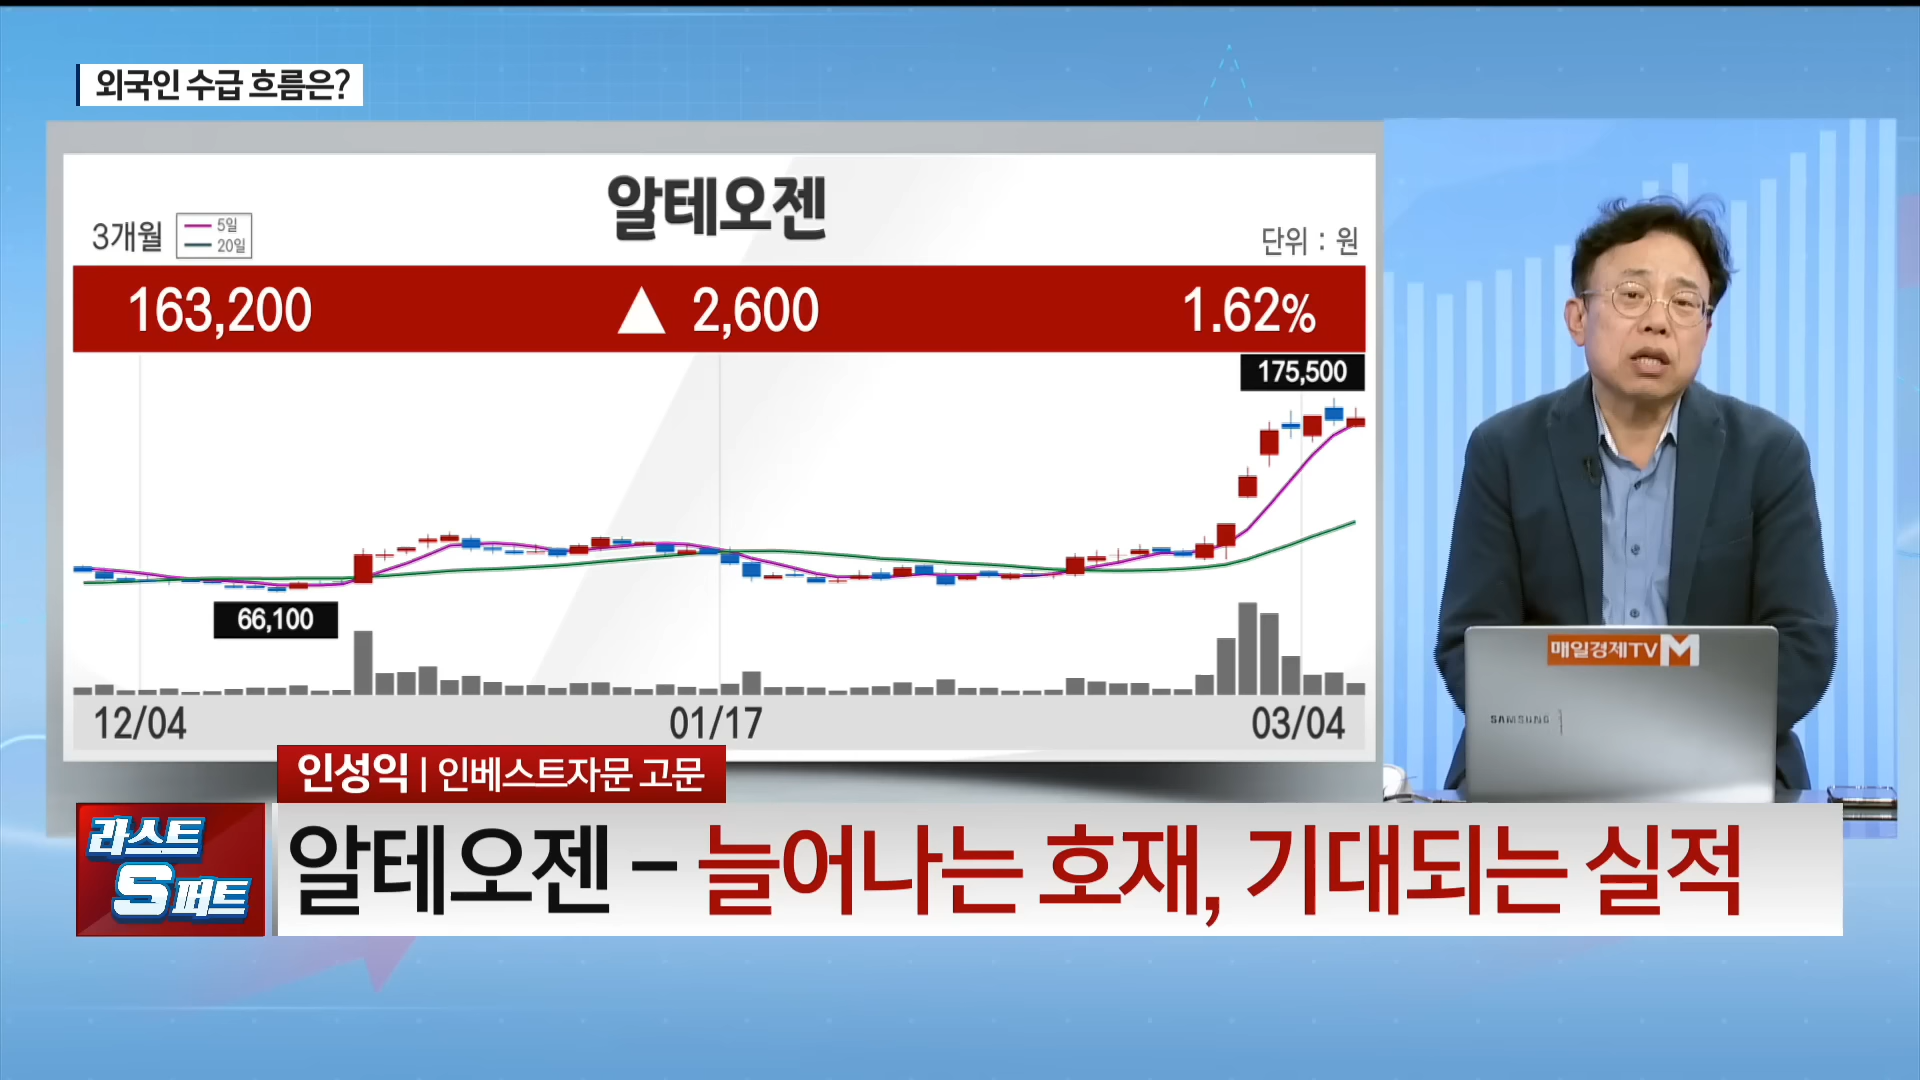 외국인 수급 흐름은?
알테오젠
3개월
5일
20일
단위 : 원
163,200 ▲ 2,600 1.62%
175,500
66,100
12/04 01/17 03/04
매일경제TV M
SAMSUNG
인성익 | 인베스트자문 고문
라스트
S퍼트
알테오젠 - 늘어나는 호재, 기대되는 실적